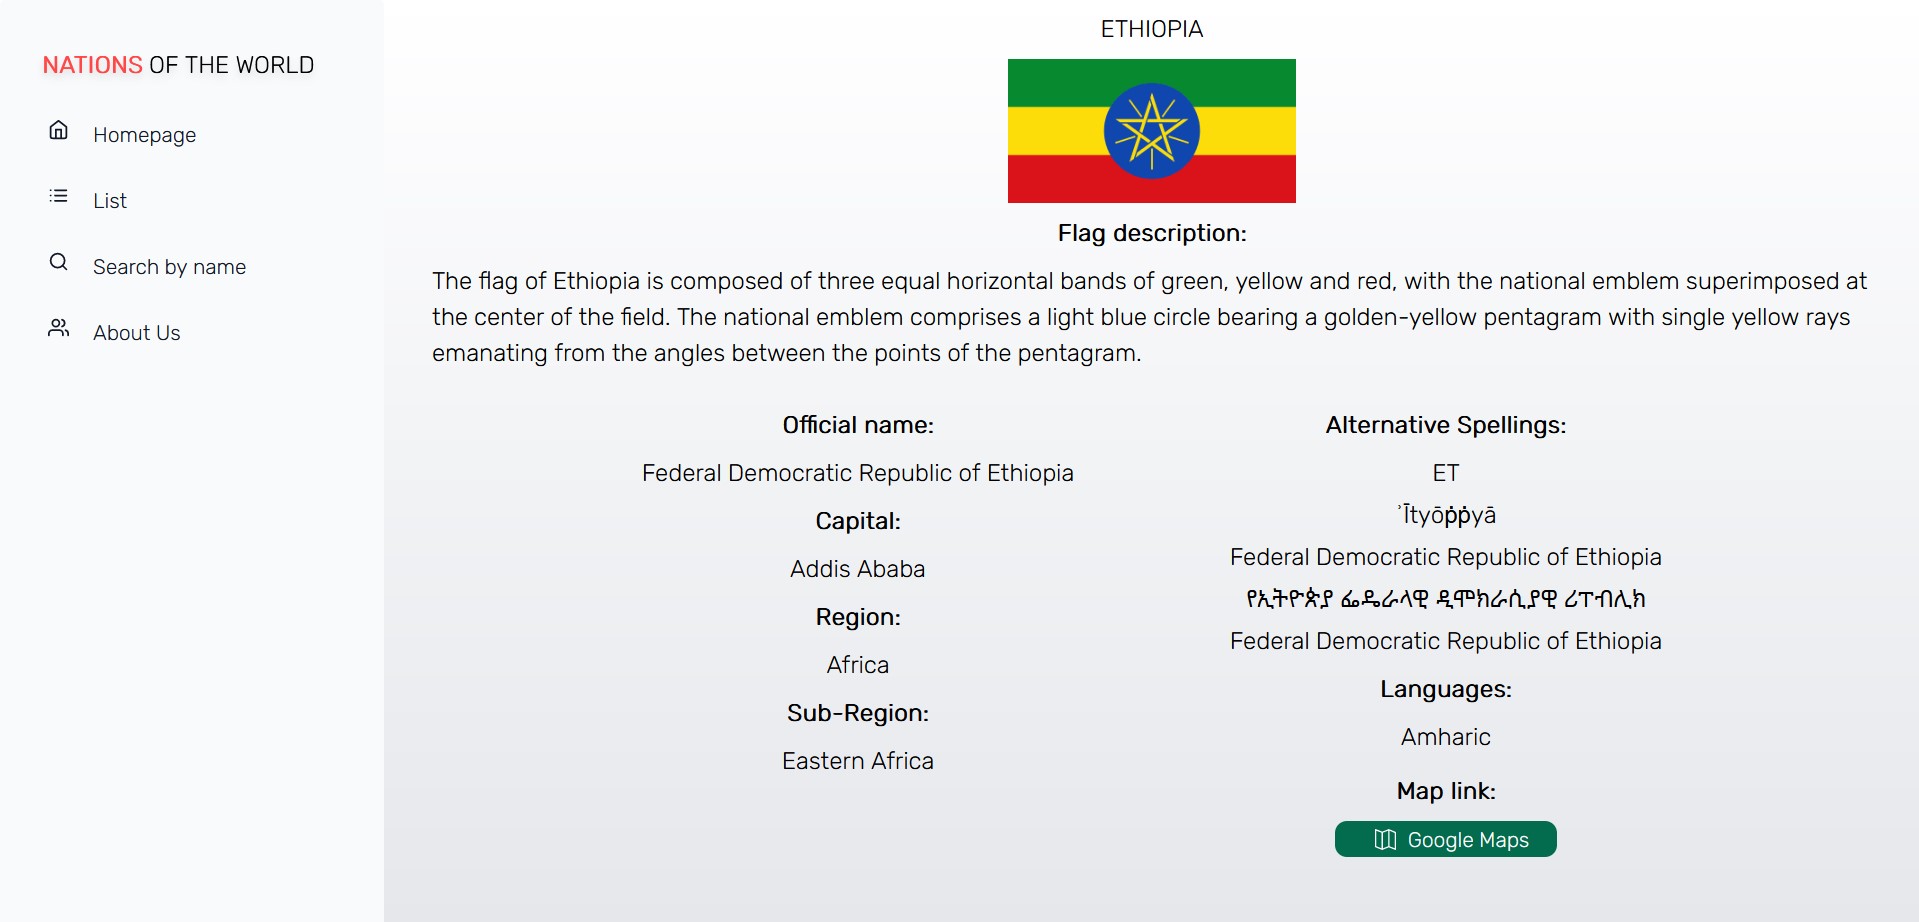 NATIONS OF THE WORLD
Homepage
List
Search by name
About Us
ETHIOPIA
Flag description:
The flag of Ethiopia is composed of three equal horizontal bands of green, yellow and red, with the national emblem superimposed at
the center of the field. The national emblem comprises a light blue circle bearing a golden-yellow pentagram with single yellow rays
emanating from the angles between the points of the pentagram.
Official name:
Federal Democratic Republic of Ethiopia
Capital:
Addis Ababa
Region:
Africa
Sub-Region:
Eastern Africa
Alternative Spellings:
ET
ʾĪtyōṗṗyā
Federal Democratic Republic of Ethiopia
የኢትዮጵያ ፌዴራላዊ ዲሞክራሲያዊ ሪፐብሊክ
Federal Democratic Republic of Ethiopia
Languages:
Amharic
Map link:
Google Maps